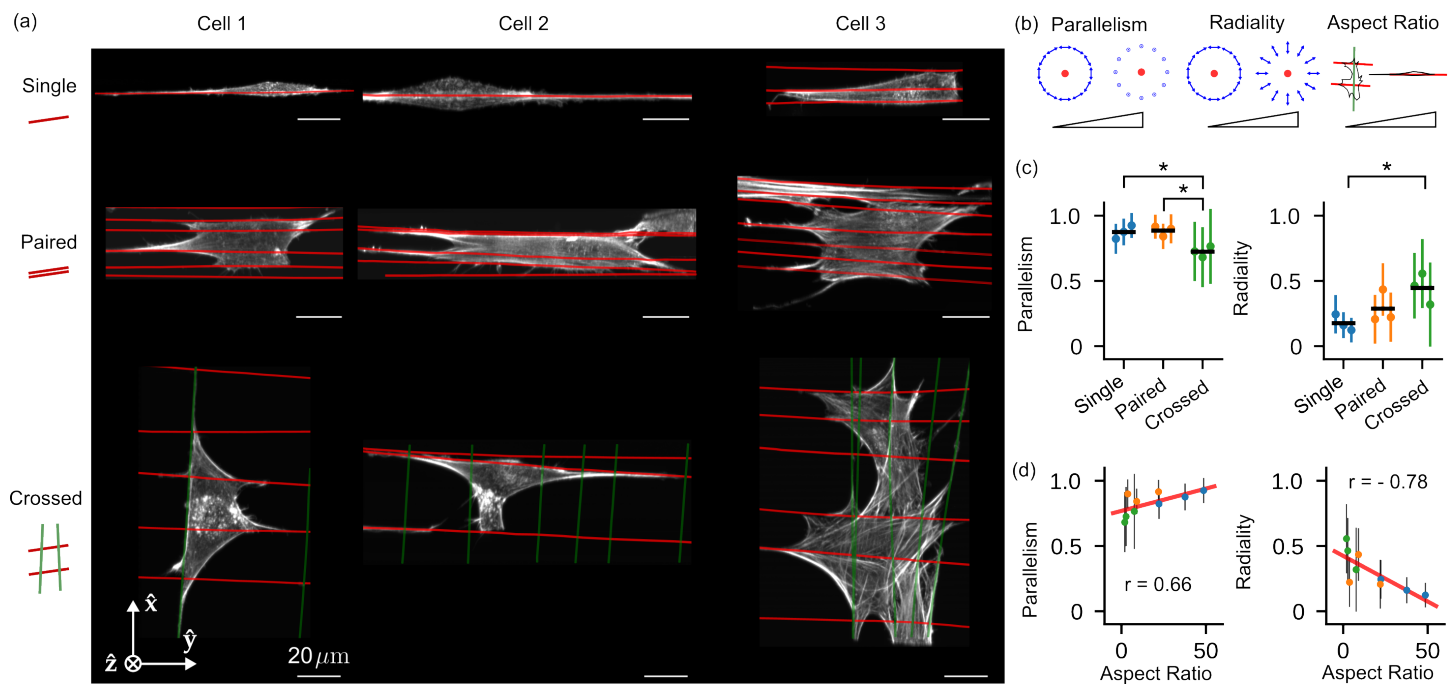 (a) Cell 1 Cell 2 Cell 3
Single
Paired
Crossed
x̂
ŷ
ẑ
20 μm
(b) Parallelism Radiality Aspect Ratio
(c)
* *
*
Parallelism
1.0
0.5
0
Single Paired Crossed
Radiality
1.0
0.5
0
Single Paired Crossed
(d)
Parallelism
1.0
0.5
0
r = 0.66
0 50
Aspect Ratio
Radiality
1.0
0.5
0
r = - 0.78
0 50
Aspect Ratio